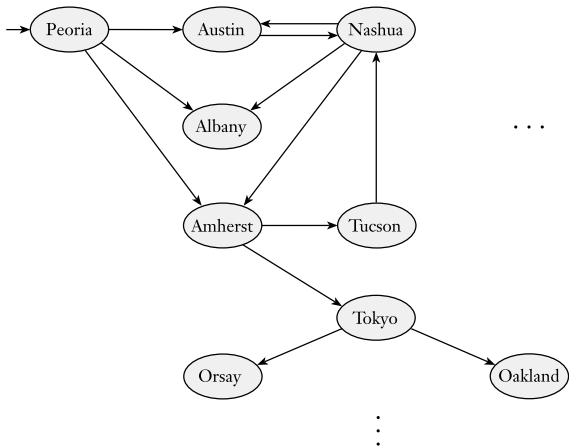 Peoria
Austin
Nashua
Albany
. . .
Amherst
Tucson
Tokyo
Orsay
Oakland